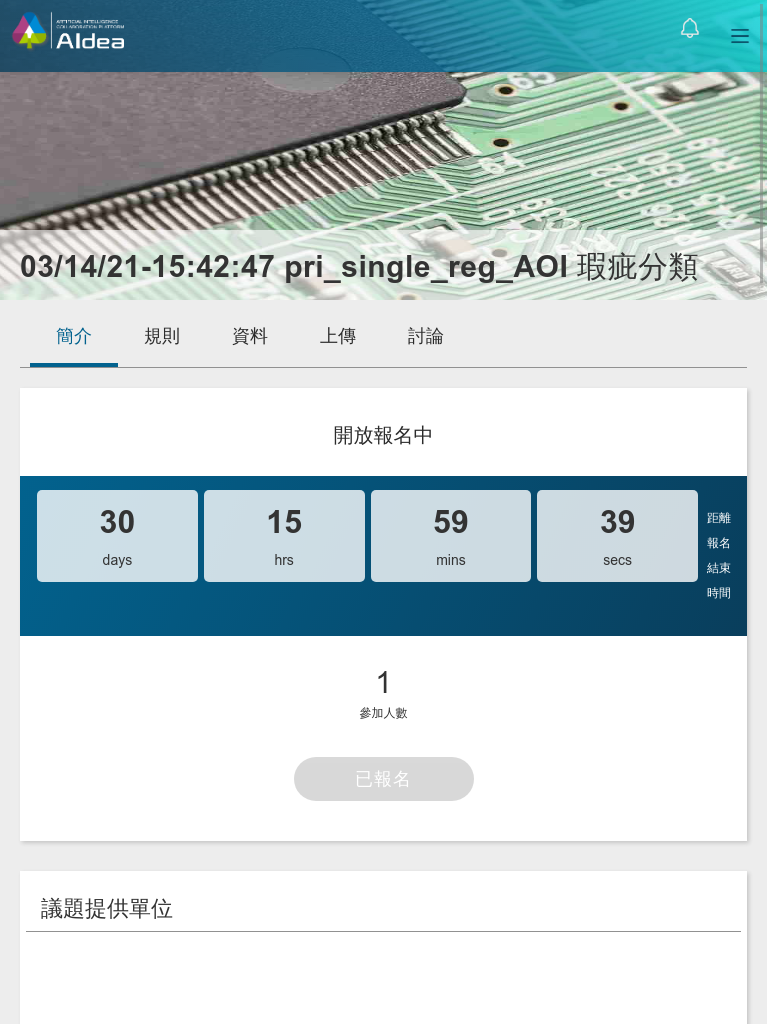 ARTIFICIAL INTELLIGENCE
COLLABORATION PLATFORM
AIdea
03/14/21-15:42:47 pri_single_reg_AOI 瑕疵分類
簡介
規則
資料
上傳
討論
開放報名中
30
days
15
hrs
59
mins
39
secs
距離
報名
結束
時間
1
參加人數
已報名
議題提供單位